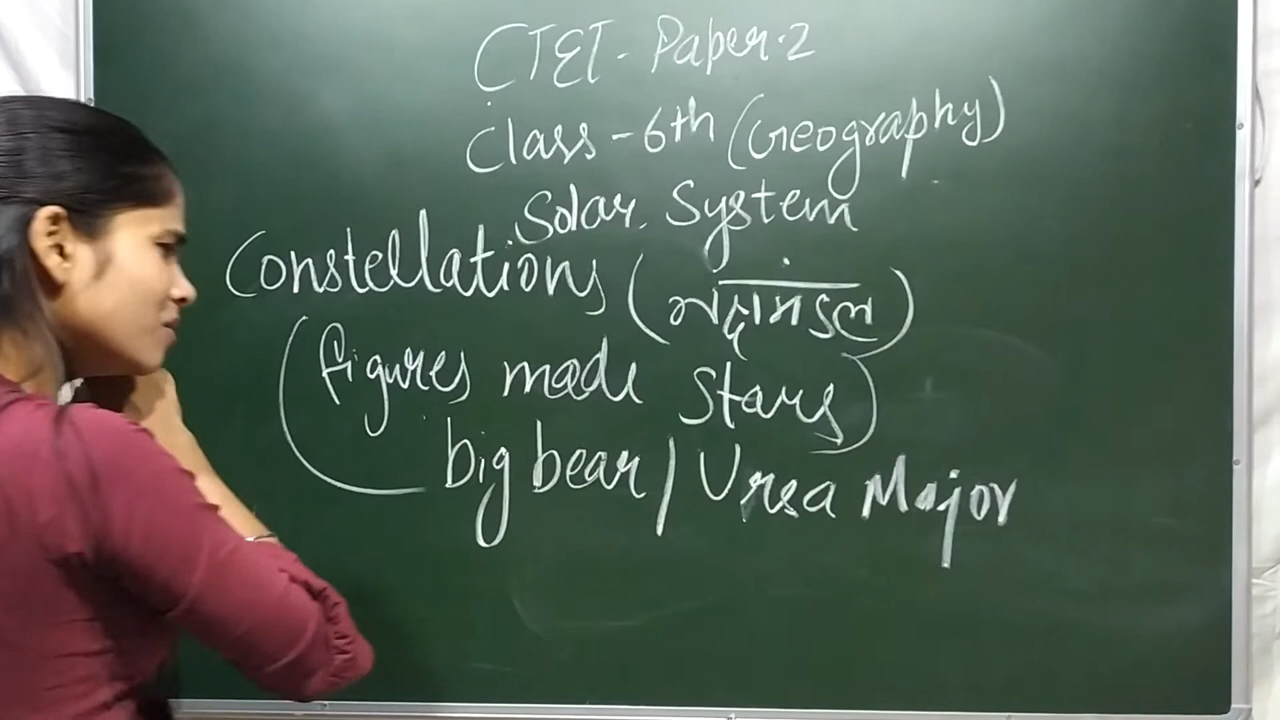 CTET - Paper-2
Class - 6th (Geography)
Solar System
Constellations (नक्षत्रमंडल)
(figures made Stars)
big bear / Ursa Major